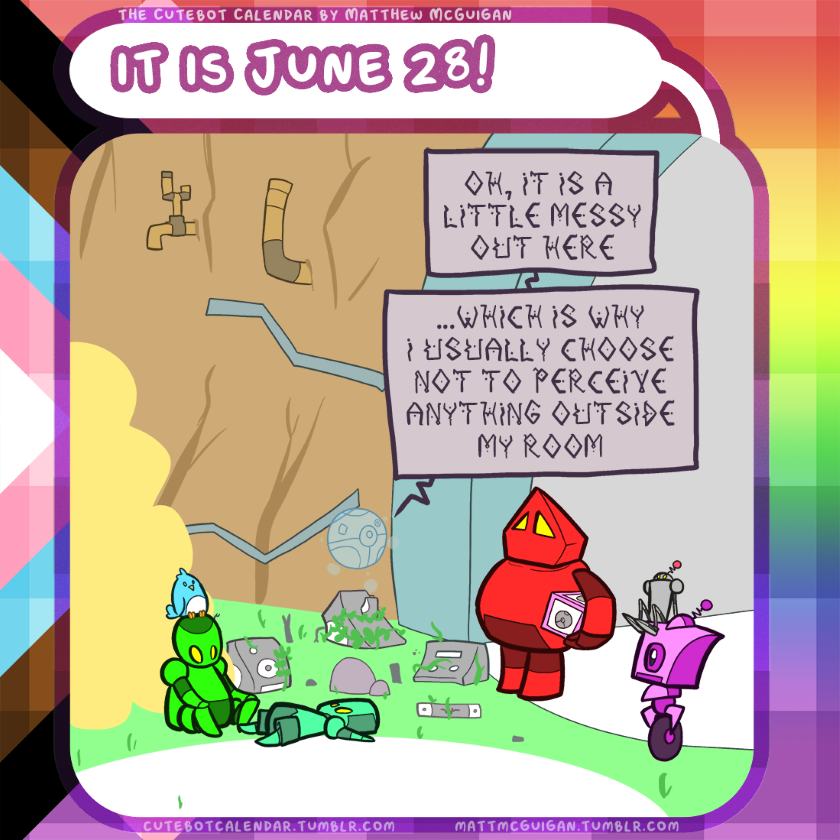 THE CUTEBOT CALENDAR BY MATTHEW MCGUIGAN
IT IS JUNE 28!
OH, IT IS A
LITTLE MESSY
OUT HERE
...WHICH IS WHY
I USUALLY CHOOSE
NOT TO PERCEIVE
ANYTHING OUTSIDE
MY ROOM
CUTEBOTCALENDAR.TUMBLR.COM
MATTMCGUIGAN.TUMBLR.COM